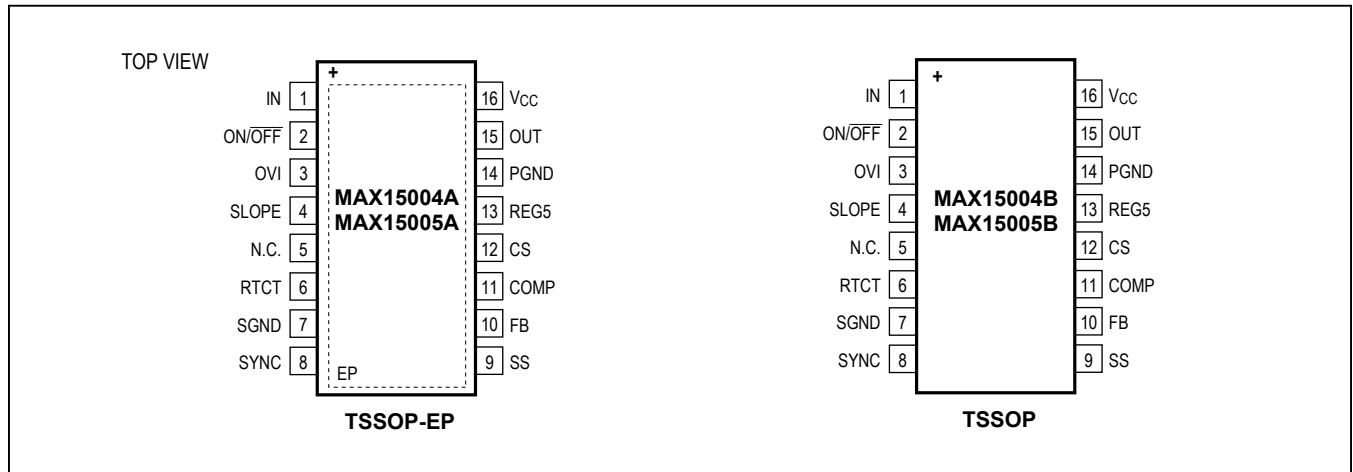 TOP VIEW
+
IN 1
ON/OFF 2
OVI 3
SLOPE 4
N.C. 5
RTCT 6
SGND 7
SYNC 8
MAX15004A
MAX15005A
EP
16 VCC
15 OUT
14 PGND
13 REG5
12 CS
11 COMP
10 FB
9 SS
TSSOP-EP
+
IN 1
ON/OFF 2
OVI 3
SLOPE 4
N.C. 5
RTCT 6
SGND 7
SYNC 8
MAX15004B
MAX15005B
16 VCC
15 OUT
14 PGND
13 REG5
12 CS
11 COMP
10 FB
9 SS
TSSOP